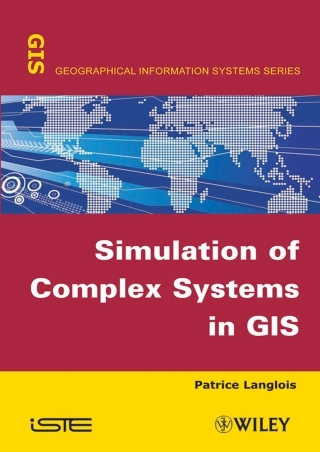 GIS
GEOGRAPHICAL INFORMATION SYSTEMS SERIES
Simulation of
Complex Systems
in GIS
Patrice Langlois
iSTE
WILEY